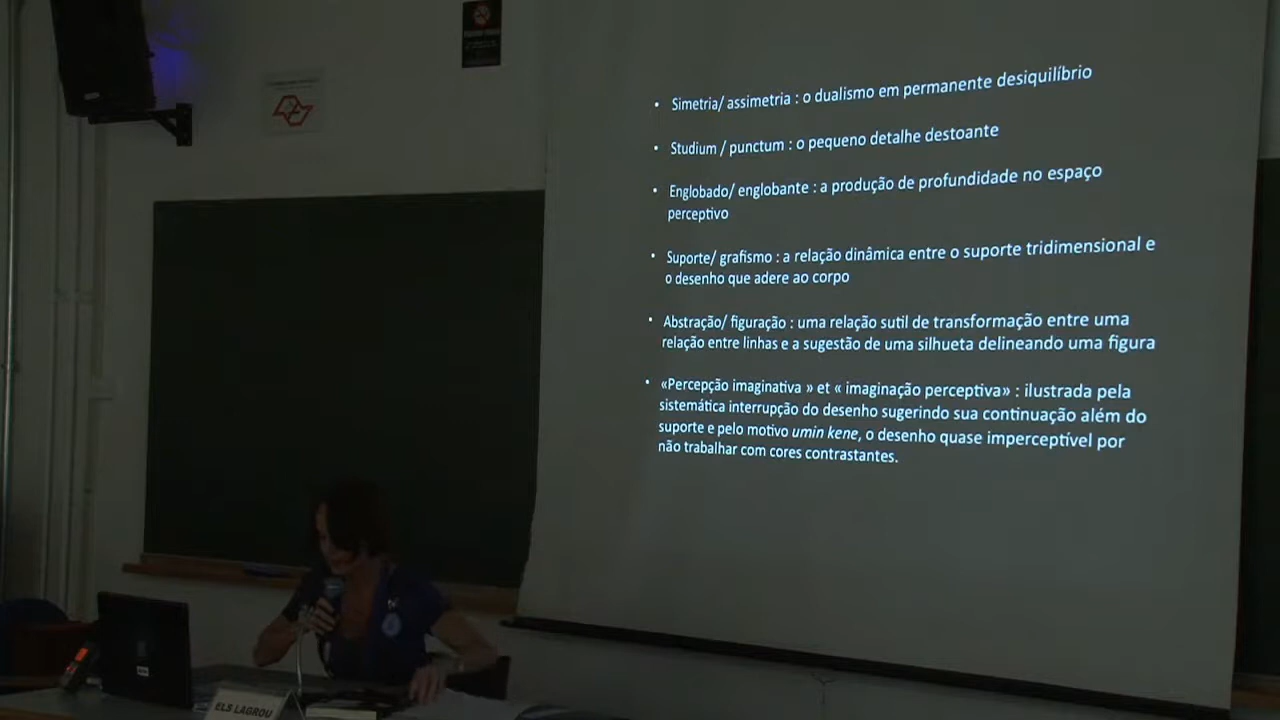 • Simetria/ assimetria : o dualismo em permanente desiquilíbrio
• Studium / punctum : o pequeno detalhe destoante
• Englobado/ englobante : a produção de profundidade no espaço
perceptivo
• Suporte/ grafismo : a relação dinâmica entre o suporte tridimensional e
o desenho que adere ao corpo
• Abstração/ figuração : uma relação sutil de transformação entre uma
relação entre linhas e a sugestão de uma silhueta delineando uma figura
• «Percepção imaginativa » et « imaginação perceptiva» : ilustrada pela
sistemática interrupção do desenho sugerindo sua continuação além do
suporte e pelo motivo umin kene, o desenho quase imperceptível por
não trabalhar com cores contrastantes.
ELS LAGROU